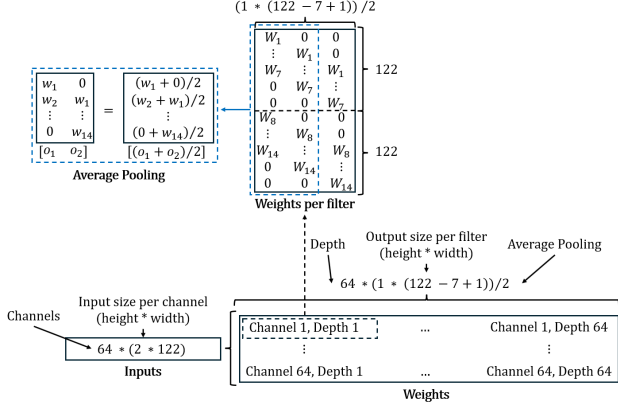 (1 * (122 − 7 + 1))/2
W₁ 0 0
⋮ W₁ 0
W₇ ⋮ W₁
0 W₇ ⋮
0 0 W₇
W₈ 0 0
⋮ W₈ 0
W₁₄ ⋮ W₈
0 W₁₄ ⋮
0 0 W₁₄
122
122
Weights per filter
w₁ 0
w₂ w₁
⋮ ⋮
0 w₁₄
[o₁ o₂]
=
(w₁ + 0)/2
(w₂ + w₁)/2
⋮
(0 + w₁₄)/2
[(o₁ + o₂)/2]
Average Pooling
Depth
Output size per filter
(height * width)
Average Pooling
64 * (1 * (122 − 7 + 1))/2
Channels
Input size per channel
(height * width)
64 * (2 * 122)
Inputs
Channel 1, Depth 1 ... Channel 1, Depth 64
⋮ ⋮
Channel 64, Depth 1 ... Channel 64, Depth 64
Weights